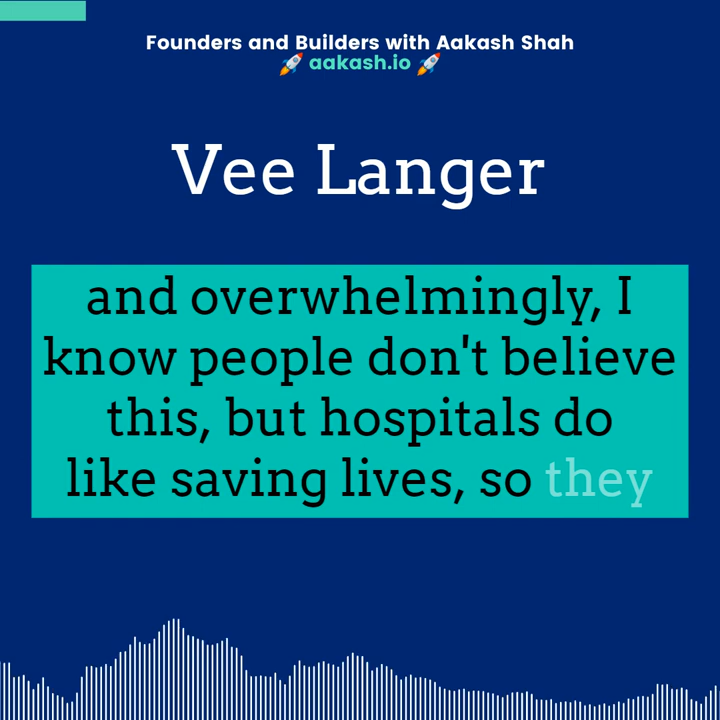 Founders and Builders with Aakash Shah
🚀 aakash.io 🚀
Vee Langer
and overwhelmingly, I
know people don't believe
this, but hospitals do
like saving lives, so they